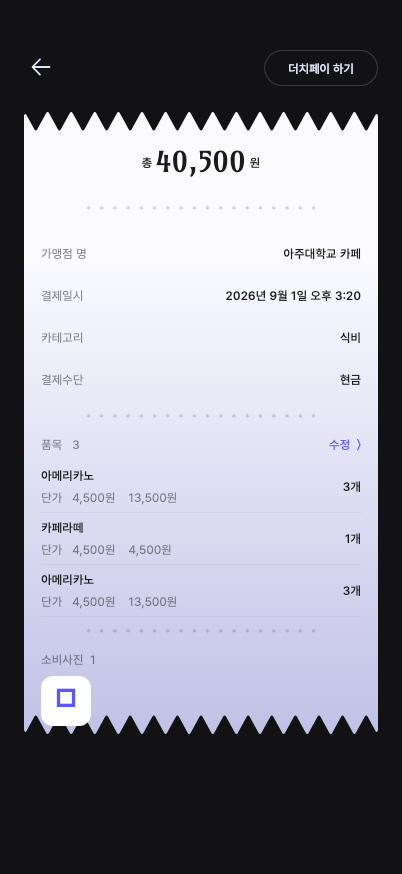 더치페이 하기
총 40,500 원
가맹점 명 아주대학교 카페
결제일시 2026년 9월 1일 오후 3:20
카테고리 식비
결제수단 현금
품목 3 수정 〉
아메리카노
단가 4,500원 13,500원 3개
카페라떼
단가 4,500원 4,500원 1개
아메리카노
단가 4,500원 13,500원 3개
소비사진 1